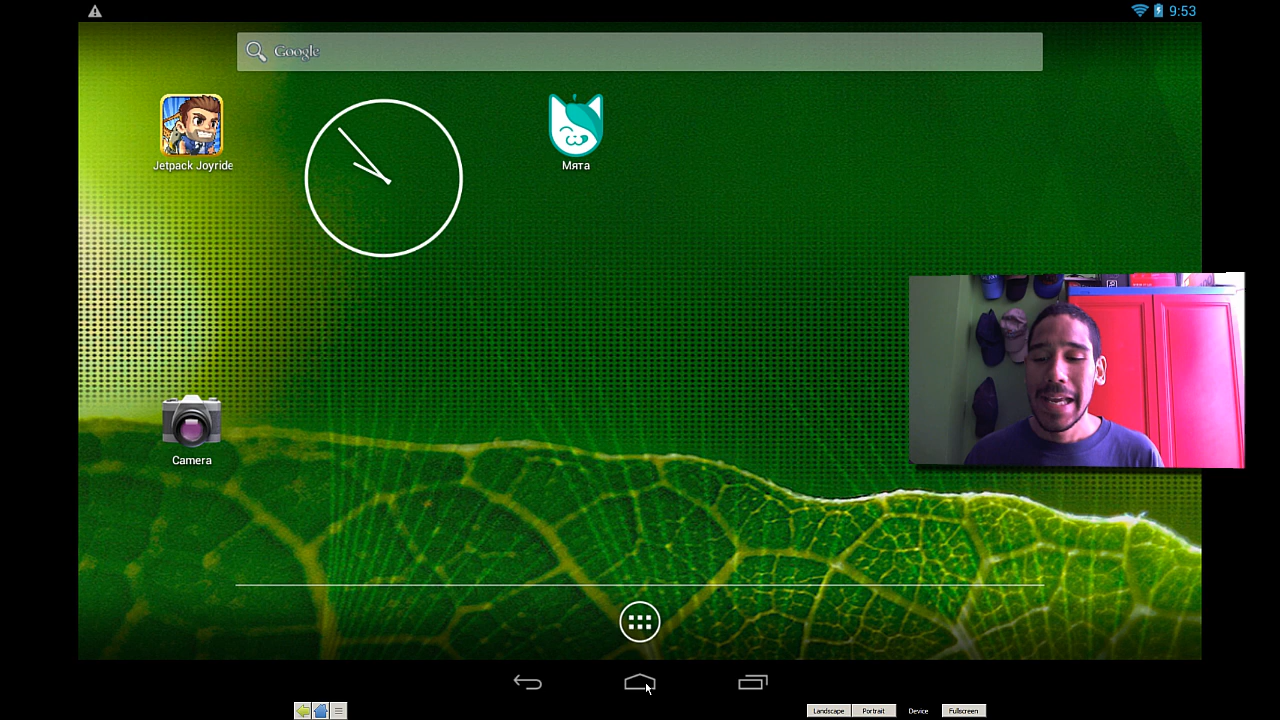 9:53
Google
Jetpack Joyride
Мята
Camera
Landscape Portrait Device Fullscreen